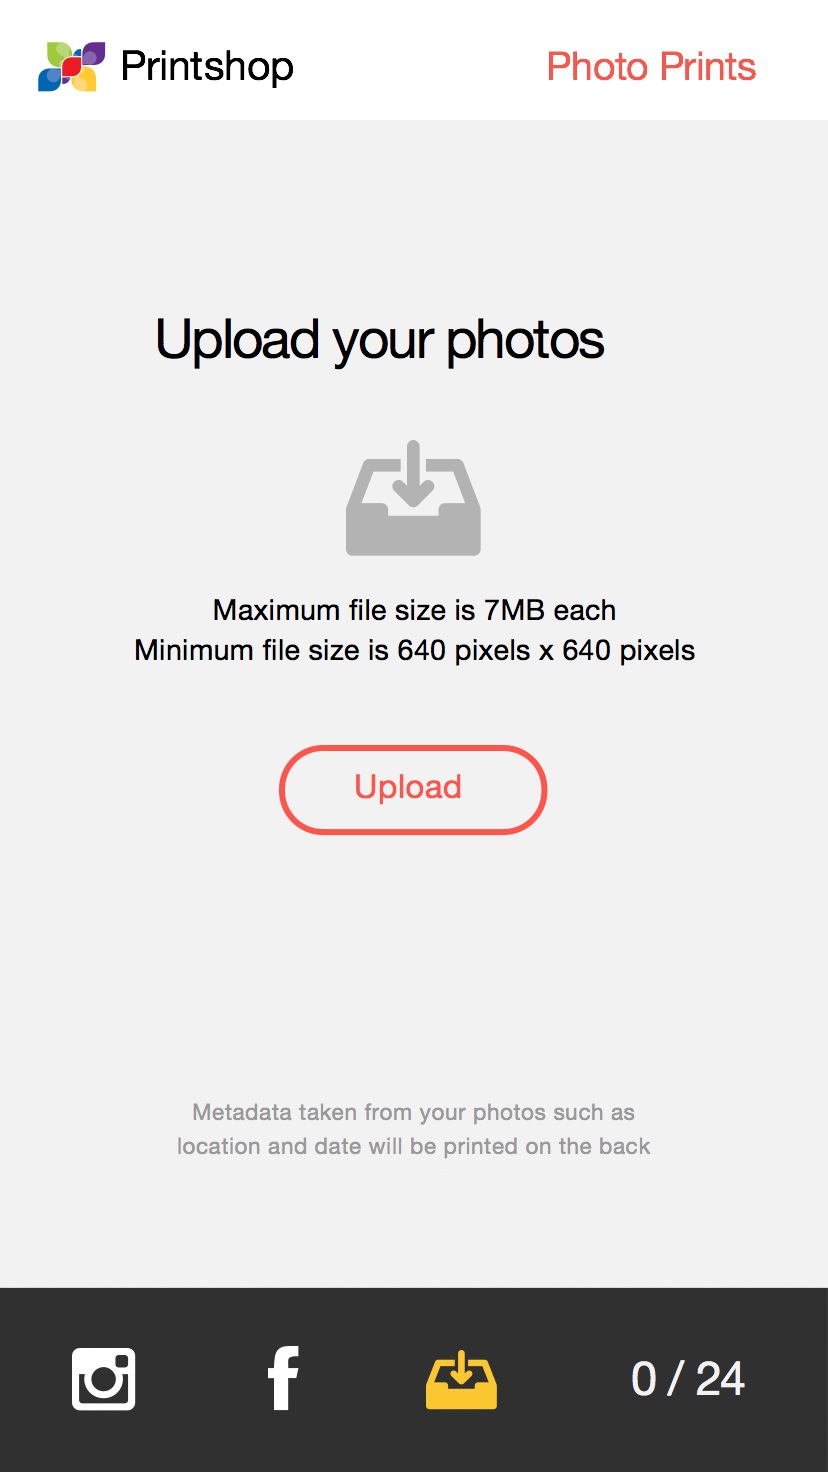 Printshop
Photo Prints
Upload your photos
Maximum file size is 7MB each
Minimum file size is 640 pixels x 640 pixels
Upload
Metadata taken from your photos such as
location and date will be printed on the back
0 / 24